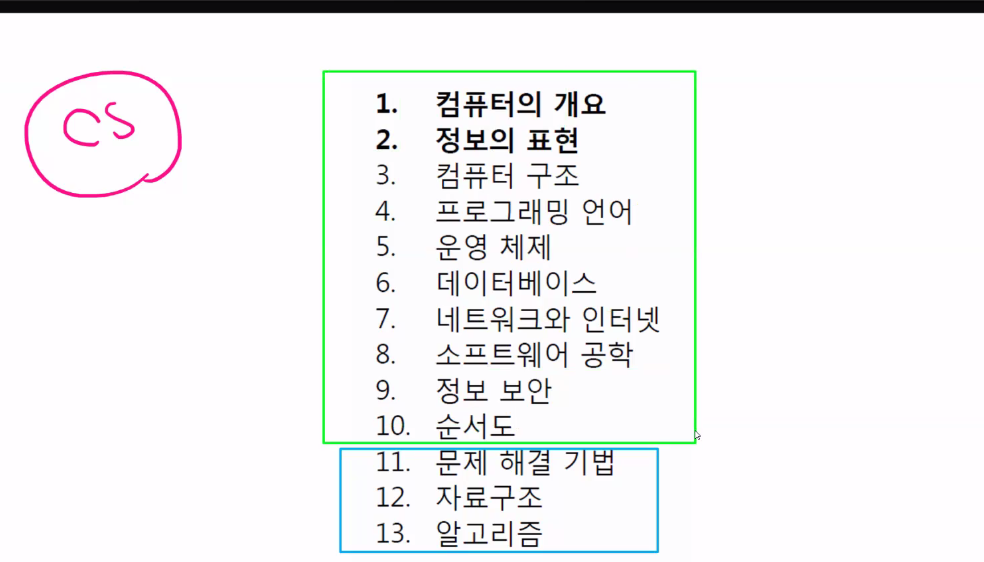 CS
1. 컴퓨터의 개요
2. 정보의 표현
3. 컴퓨터 구조
4. 프로그래밍 언어
5. 운영 체제
6. 데이터베이스
7. 네트워크와 인터넷
8. 소프트웨어 공학
9. 정보 보안
10. 순서도
11. 문제 해결 기법
12. 자료구조
13. 알고리즘